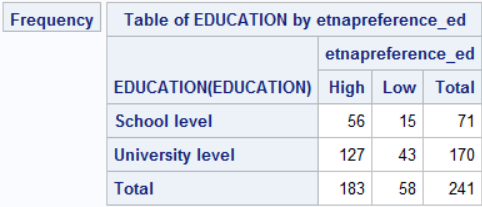 Frequency
Table of EDUCATION by etnapreference_ed
etnapreference_ed
EDUCATION(EDUCATION) High Low Total
School level 56 15 71
University level 127 43 170
Total 183 58 241